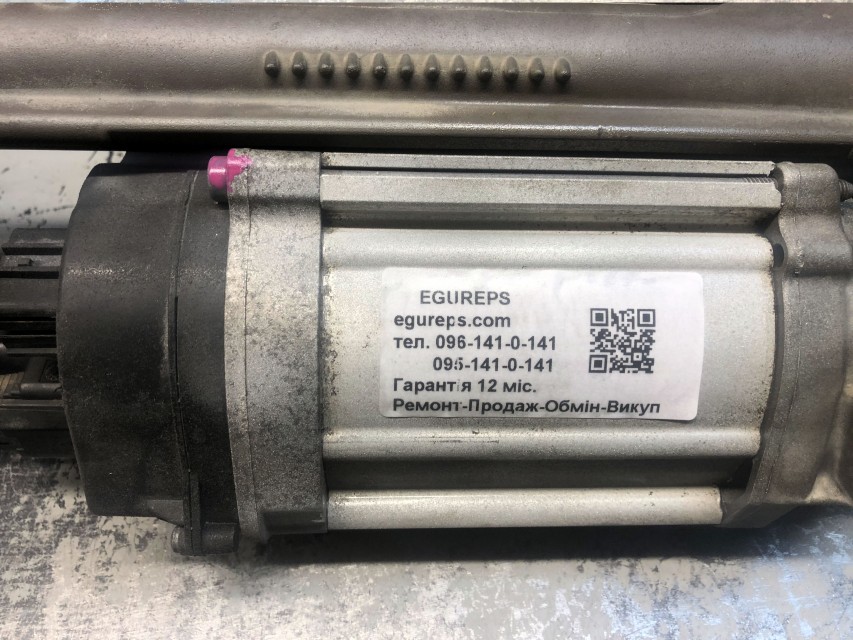 EGUREPS
egureps.com
тел. 096-141-0-141
095-141-0-141
Гарантія 12 міс.
Ремонт-Продаж-Обмін-Викуп